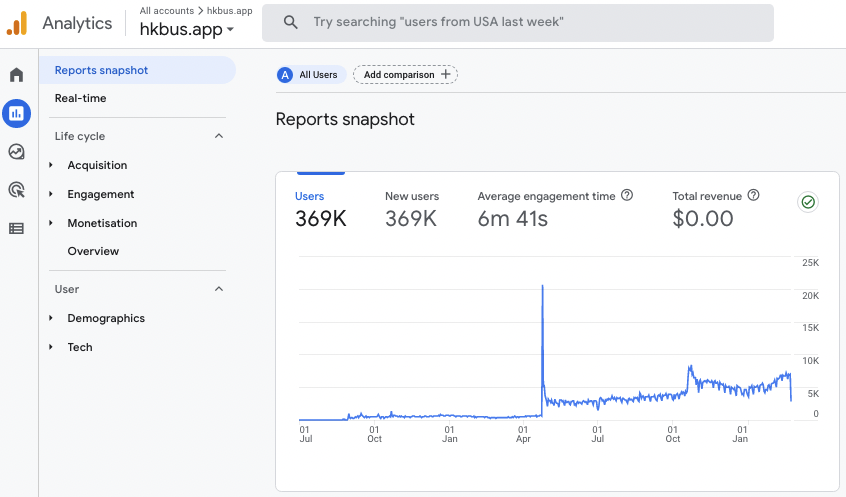 Analytics
All accounts > hkbus.app
hkbus.app
Try searching "users from USA last week"
Reports snapshot
Real-time
Life cycle
Acquisition
Engagement
Monetisation
Overview
User
Demographics
Tech
A All Users
Add comparison +
Reports snapshot
Users
369K
New users
369K
Average engagement time
6m 41s
Total revenue
$0.00
25K
20K
15K
10K
5K
0
01 Jul
01 Oct
01 Jan
01 Apr
01 Jul
01 Oct
01 Jan